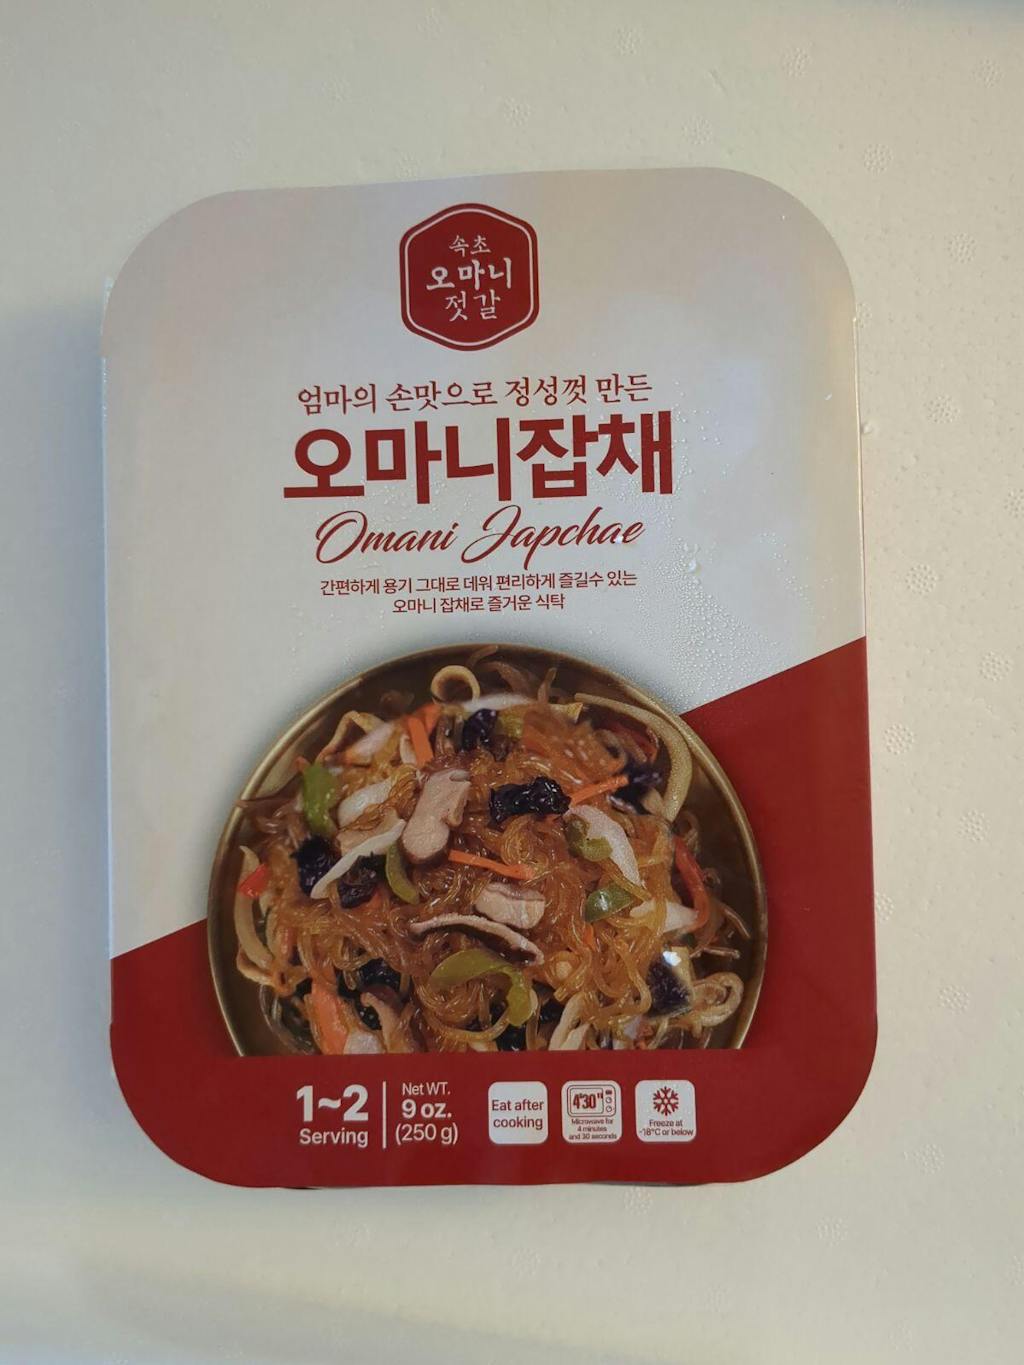 속초
오마니
젓갈
엄마의 손맛으로 정성껏 만든
오마니잡채
Omani Japchae
간편하게 용기 그대로 데워 편리하게 즐길수 있는
오마니 잡채로 즐거운 식탁
1~2
Serving
Net WT.
9 oz.
(250 g)
Eat after
cooking
4'30"
Microwave for
4 minutes
and 30 seconds
Freeze at
-18°C or below